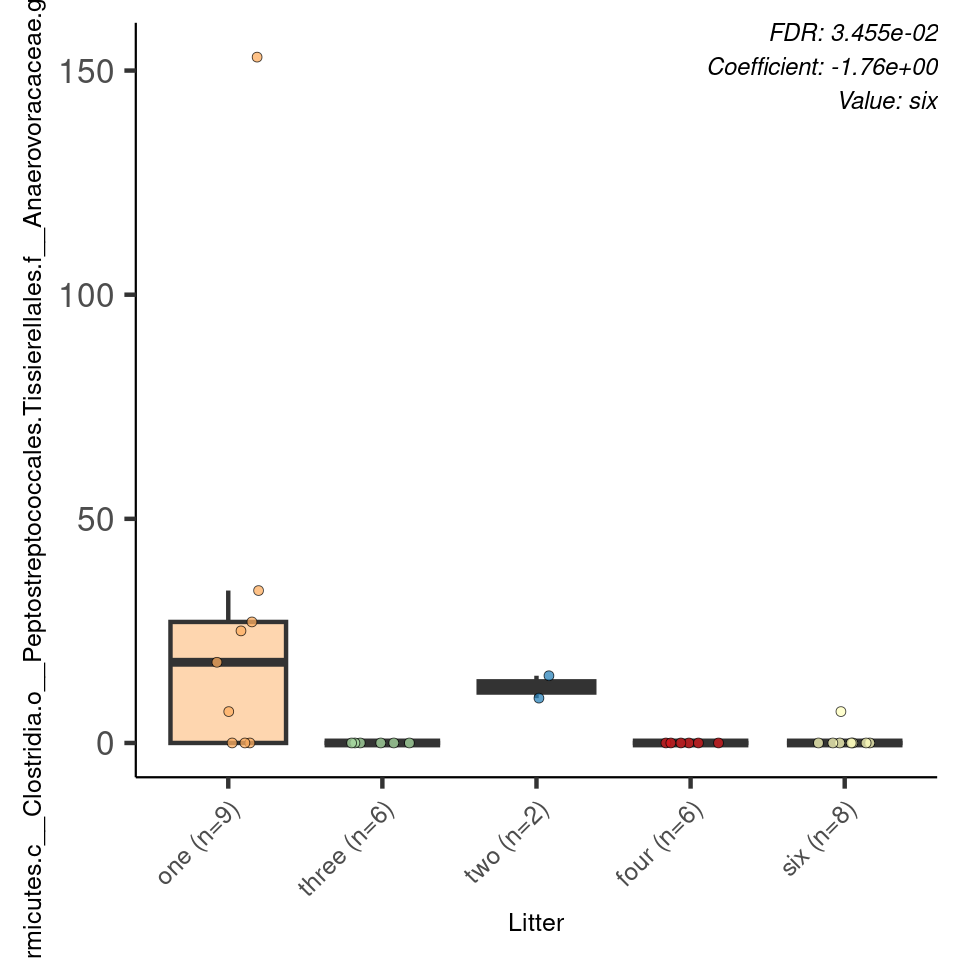 FDR: 3.455e-02
Coefficient: -1.76e+00
Value: six
rmicutes.c__Clostridia.o__Peptostreptococcales.Tissierellales.f__Anaerovoracaceae.g
150
100
50
0
one (n=9)
three (n=6)
two (n=2)
four (n=6)
six (n=8)
Litter